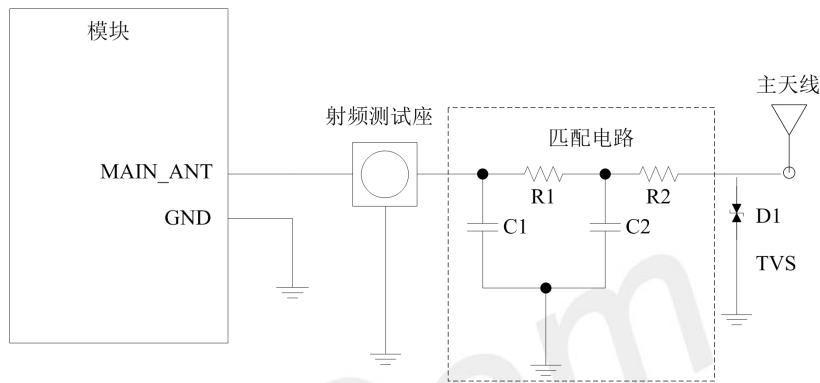 模块
主天线
射频测试座
匹配电路
MAIN_ANT
R1
R2
GND
C1
C2
D1
TVS